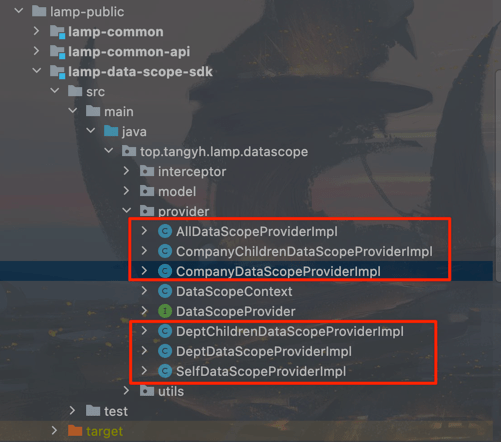 lamp-public
lamp-common
lamp-common-api
lamp-data-scope-sdk
src
main
java
top.tangyh.lamp.datascope
interceptor
model
provider
C AllDataScopeProviderImpl
C CompanyChildrenDataScopeProviderImpl
C CompanyDataScopeProviderImpl
C DataScopeContext
I DataScopeProvider
C DeptChildrenDataScopeProviderImpl
C DeptDataScopeProviderImpl
C SelfDataScopeProviderImpl
utils
test
target